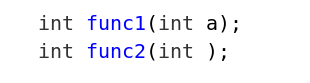 int func1(int a);
int func2(int );